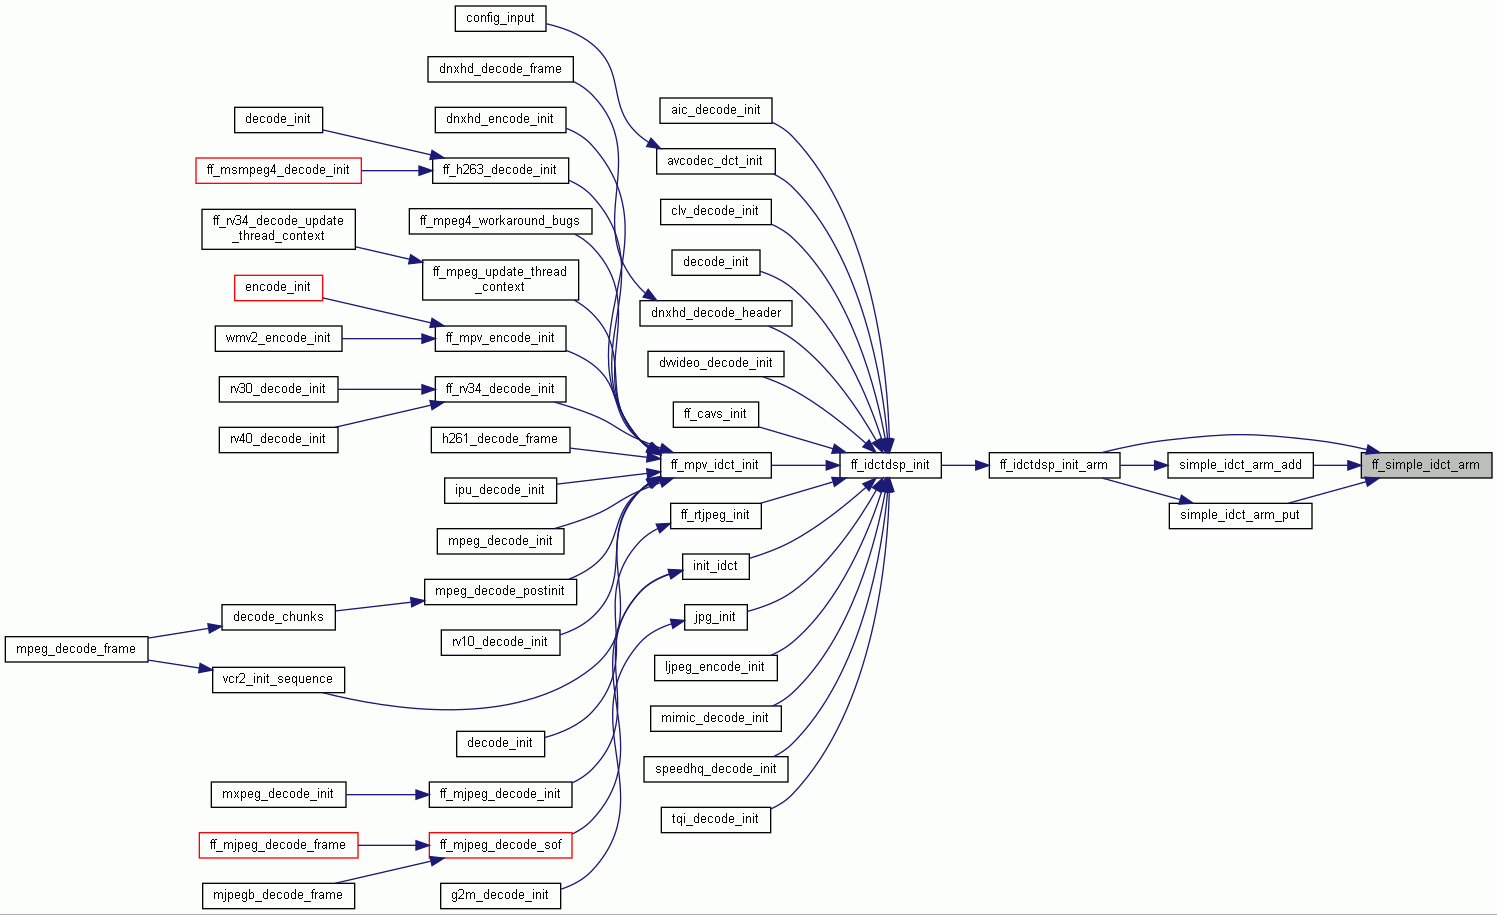 config_input
dnxhd_decode_frame
aic_decode_init
decode_init
dnxhd_encode_init
avcodec_dct_init
ff_msmpeg4_decode_init
ff_h263_decode_init
clv_decode_init
ff_rv34_decode_update
_thread_context
ff_mpeg4_workaround_bugs
decode_init
ff_mpeg_update_thread
_context
encode_init
dnxhd_decode_header
wmv2_encode_init
ff_mpv_encode_init
dvvideo_decode_init
rv30_decode_init
ff_rv34_decode_init
ff_cavs_init
rv40_decode_init
h261_decode_frame
ff_mpv_idct_init
ff_idctdsp_init
ff_idctdsp_init_arm
simple_idct_arm_add
ff_simple_idct_arm
ipu_decode_init
ff_rtjpeg_init
simple_idct_arm_put
mpeg_decode_init
init_idct
mpeg_decode_postinit
decode_chunks
jpg_init
mpeg_decode_frame
rv10_decode_init
ljpeg_encode_init
vcr2_init_sequence
mimic_decode_init
decode_init
speedhq_decode_init
mxpeg_decode_init
ff_mjpeg_decode_init
tqi_decode_init
ff_mjpeg_decode_frame
ff_mjpeg_decode_sof
mjpegb_decode_frame
g2m_decode_init